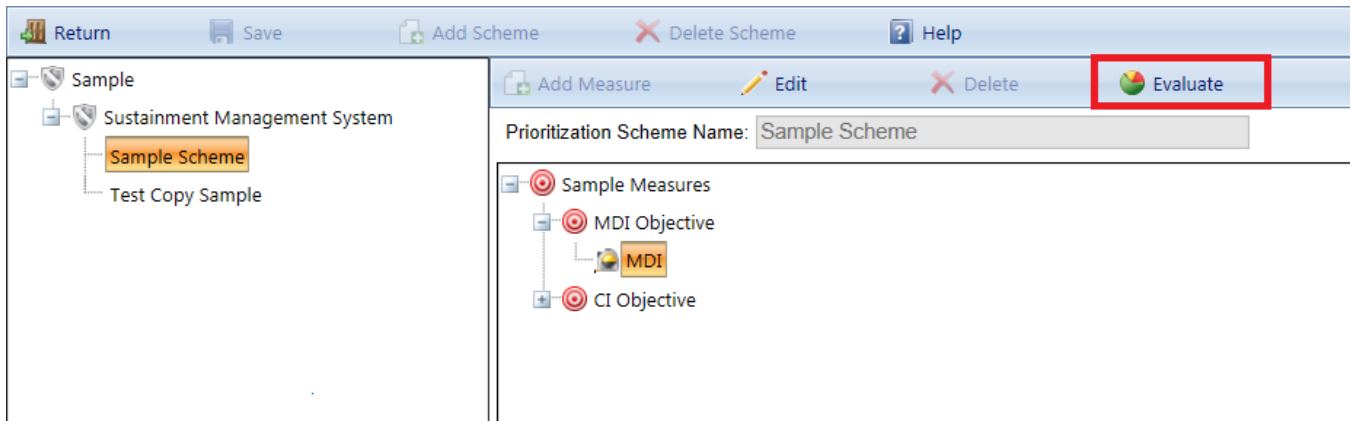 Return Save Add Scheme Delete Scheme Help
Sample
Sustainment Management System
Sample Scheme
Test Copy Sample
Add Measure Edit Delete Evaluate
Prioritization Scheme Name: Sample Scheme
Sample Measures
MDI Objective
MDI
CI Objective